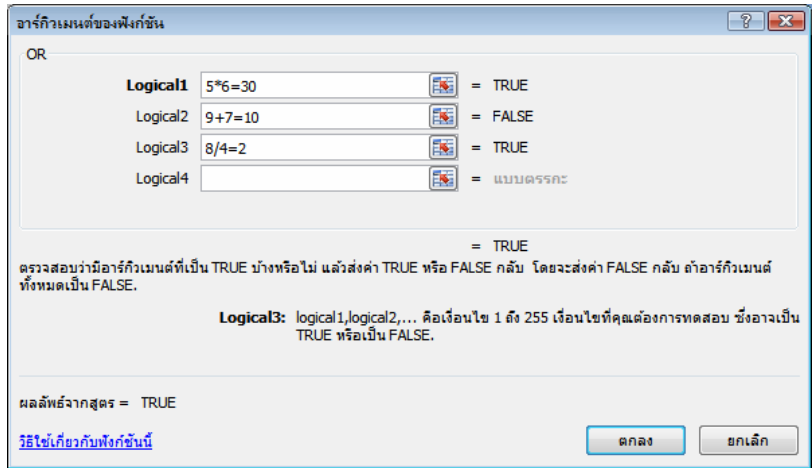 อาร์กิวเมนต์ของฟังก์ชัน
OR
Logical1 5*6=30 = TRUE
Logical2 9+7=10 = FALSE
Logical3 8/4=2 = TRUE
Logical4 = แบบตรรกะ
= TRUE
ตรวจสอบว่ามีอาร์กิวเมนต์ที่เป็น TRUE บ้างหรือไม่ แล้วส่งค่า TRUE หรือ FALSE กลับ โดยจะส่งค่า FALSE กลับ ถ้าอาร์กิวเมนต์
ทั้งหมดเป็น FALSE.
Logical3: logical1,logical2,... คือเงื่อนไข 1 ถึง 255 เงื่อนไขที่คุณต้องการทดสอบ ซึ่งอาจเป็น
TRUE หรือเป็น FALSE.
ผลลัพธ์จากสูตร = TRUE
วิธีใช้เกี่ยวกับฟังก์ชันนี้
ตกลง ยกเลิก